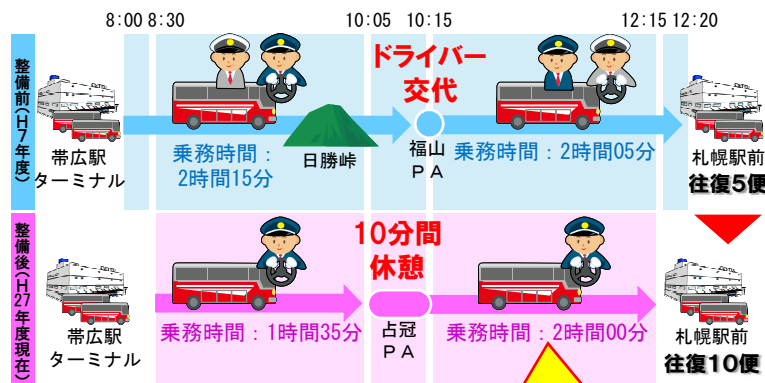 8:00 8:30 10:05 10:15 12:15 12:20
整備前(H7年度)
ドライバー
交代
帯広駅
ターミナル
乗務時間：
2時間15分
日勝峠
福山
PA
乗務時間：2時間05分
札幌駅前
往復5便
整備後(H27年度現在)
10分間
休憩
帯広駅
ターミナル
乗務時間：1時間35分
占冠
PA
乗務時間：2時間00分
札幌駅前
往復10便